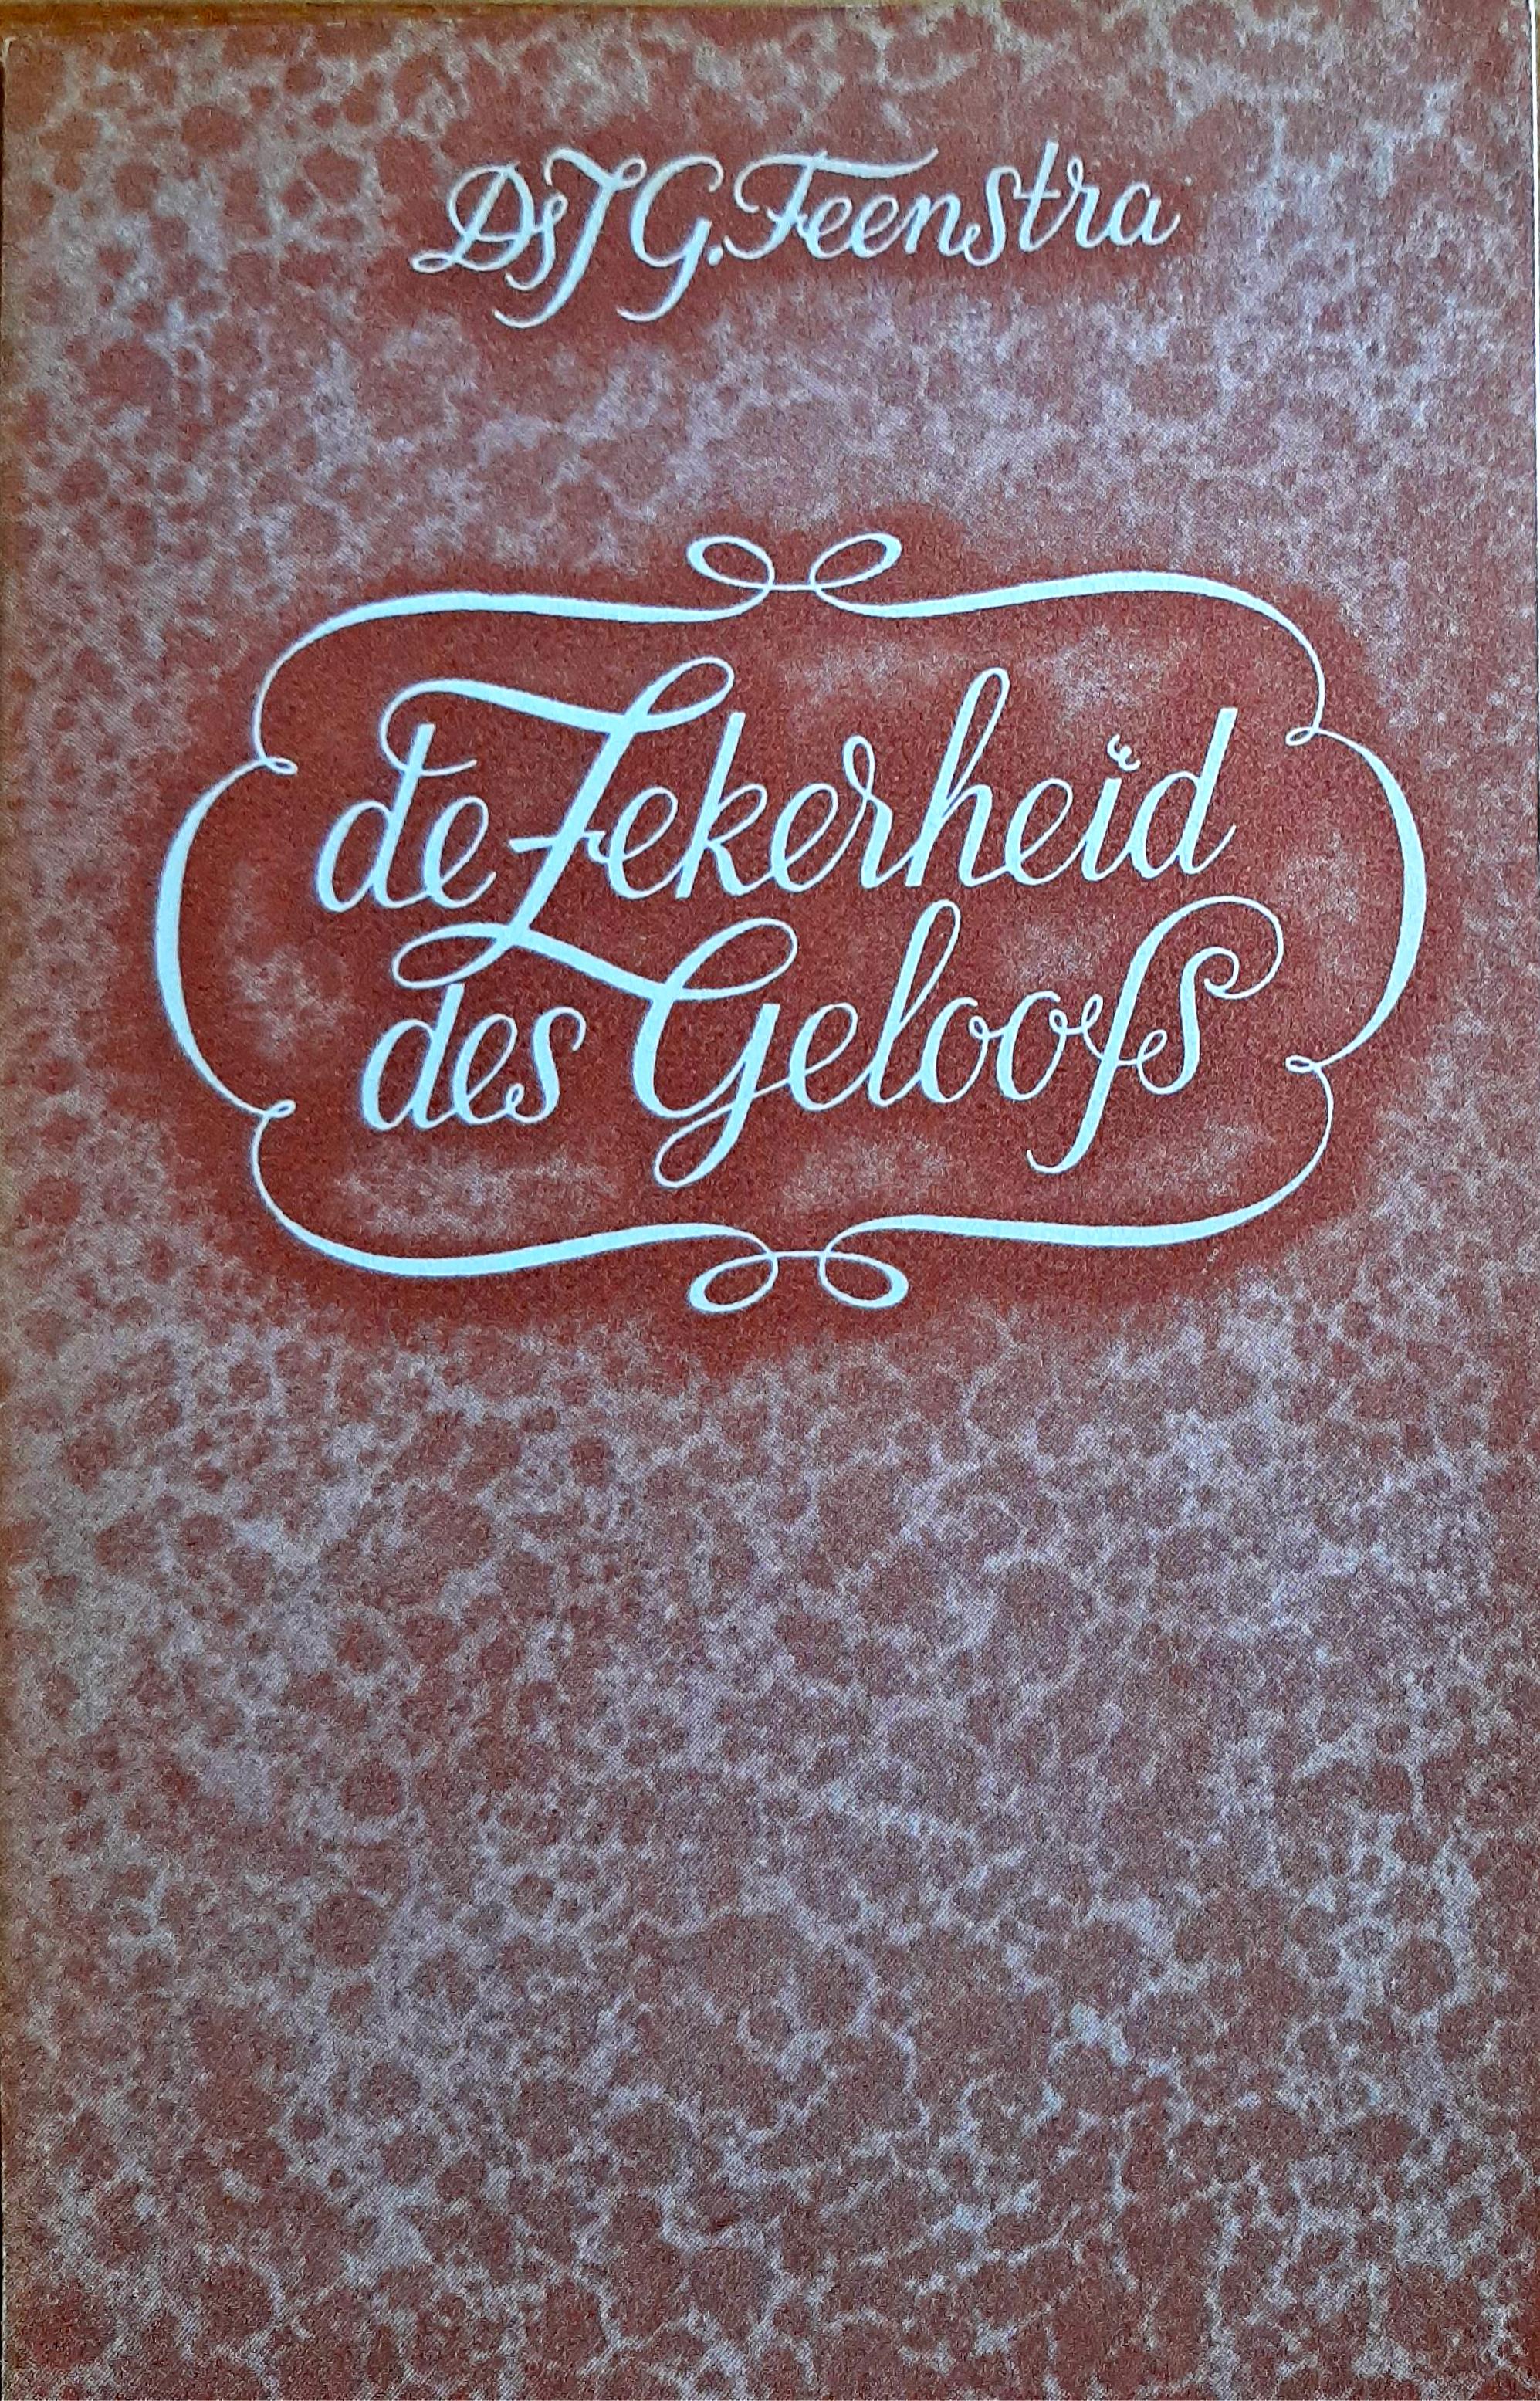 Ds J G. Feenstra
de Zekerheid
des Geloofs